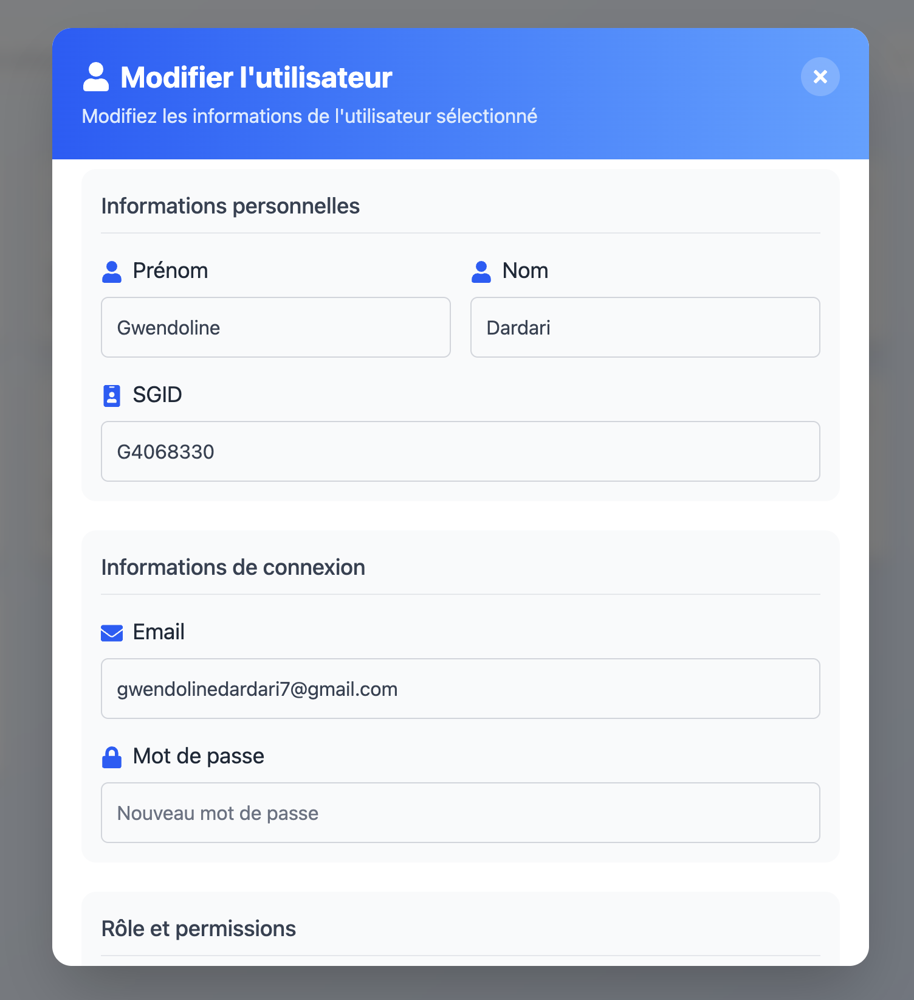 Modifier l'utilisateur
Modifiez les informations de l'utilisateur sélectionné
Informations personnelles
Prénom
Nom
Gwendoline
Dardari
SGID
G4068330
Informations de connexion
Email
gwendolinedardari7@gmail.com
Mot de passe
Nouveau mot de passe
Rôle et permissions